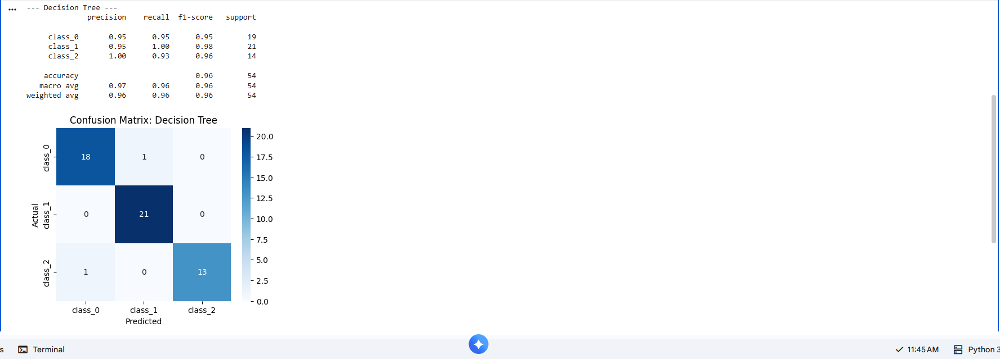 --- Decision Tree ---
precision recall f1-score support
class_0 0.95 0.95 0.95 19
class_1 0.95 1.00 0.98 21
class_2 1.00 0.93 0.96 14
accuracy 0.96 54
macro avg 0.97 0.96 0.96 54
weighted avg 0.96 0.96 0.96 54
Confusion Matrix: Decision Tree
20.0
17.5
15.0
12.5
10.0
7.5
5.0
2.5
0.0
class_0 18 1 0
Actual
class_1 0 21 0
class_2 1 0 13
class_0 class_1 class_2
Predicted
s Terminal 11:45 AM Python 3